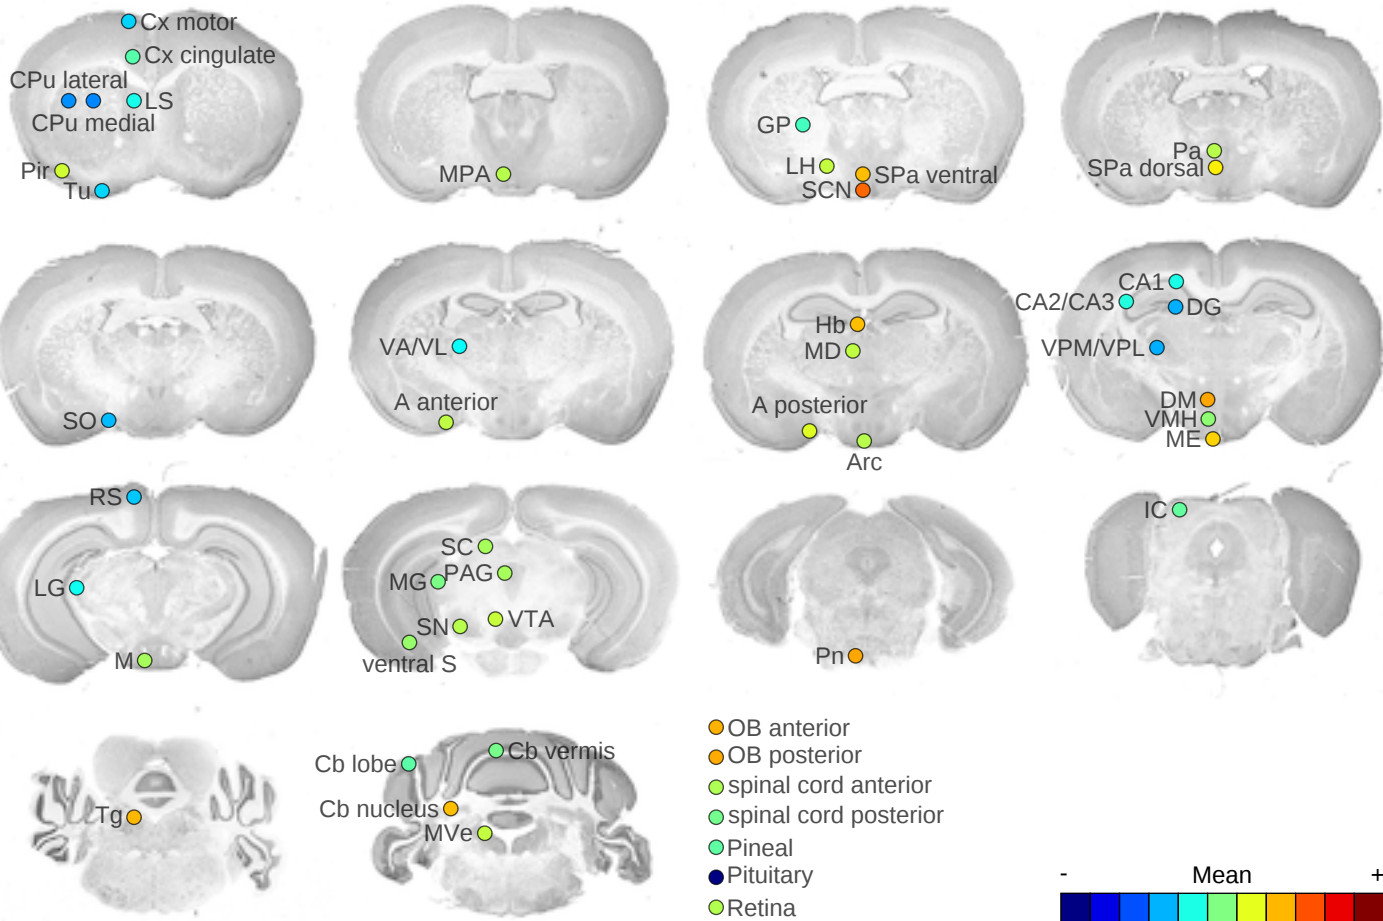 Cx motor
Cx cingulate
CPu lateral
LS
CPu medial
Pir
Tu
MPA
GP
LH
SPa ventral
SCN
Pa
SPa dorsal
SO
VA/VL
A anterior
Hb
MD
A posterior
Arc
CA1
CA2/CA3
DG
VPM/VPL
DM
VMH
ME
RS
LG
M
SC
PAG
MG
VTA
SN
ventral S
Pn
IC
Tg
Cb vermis
Cb lobe
Cb nucleus
MVe
OB anterior
OB posterior
spinal cord anterior
spinal cord posterior
Pineal
Pituitary
Retina
- Mean +